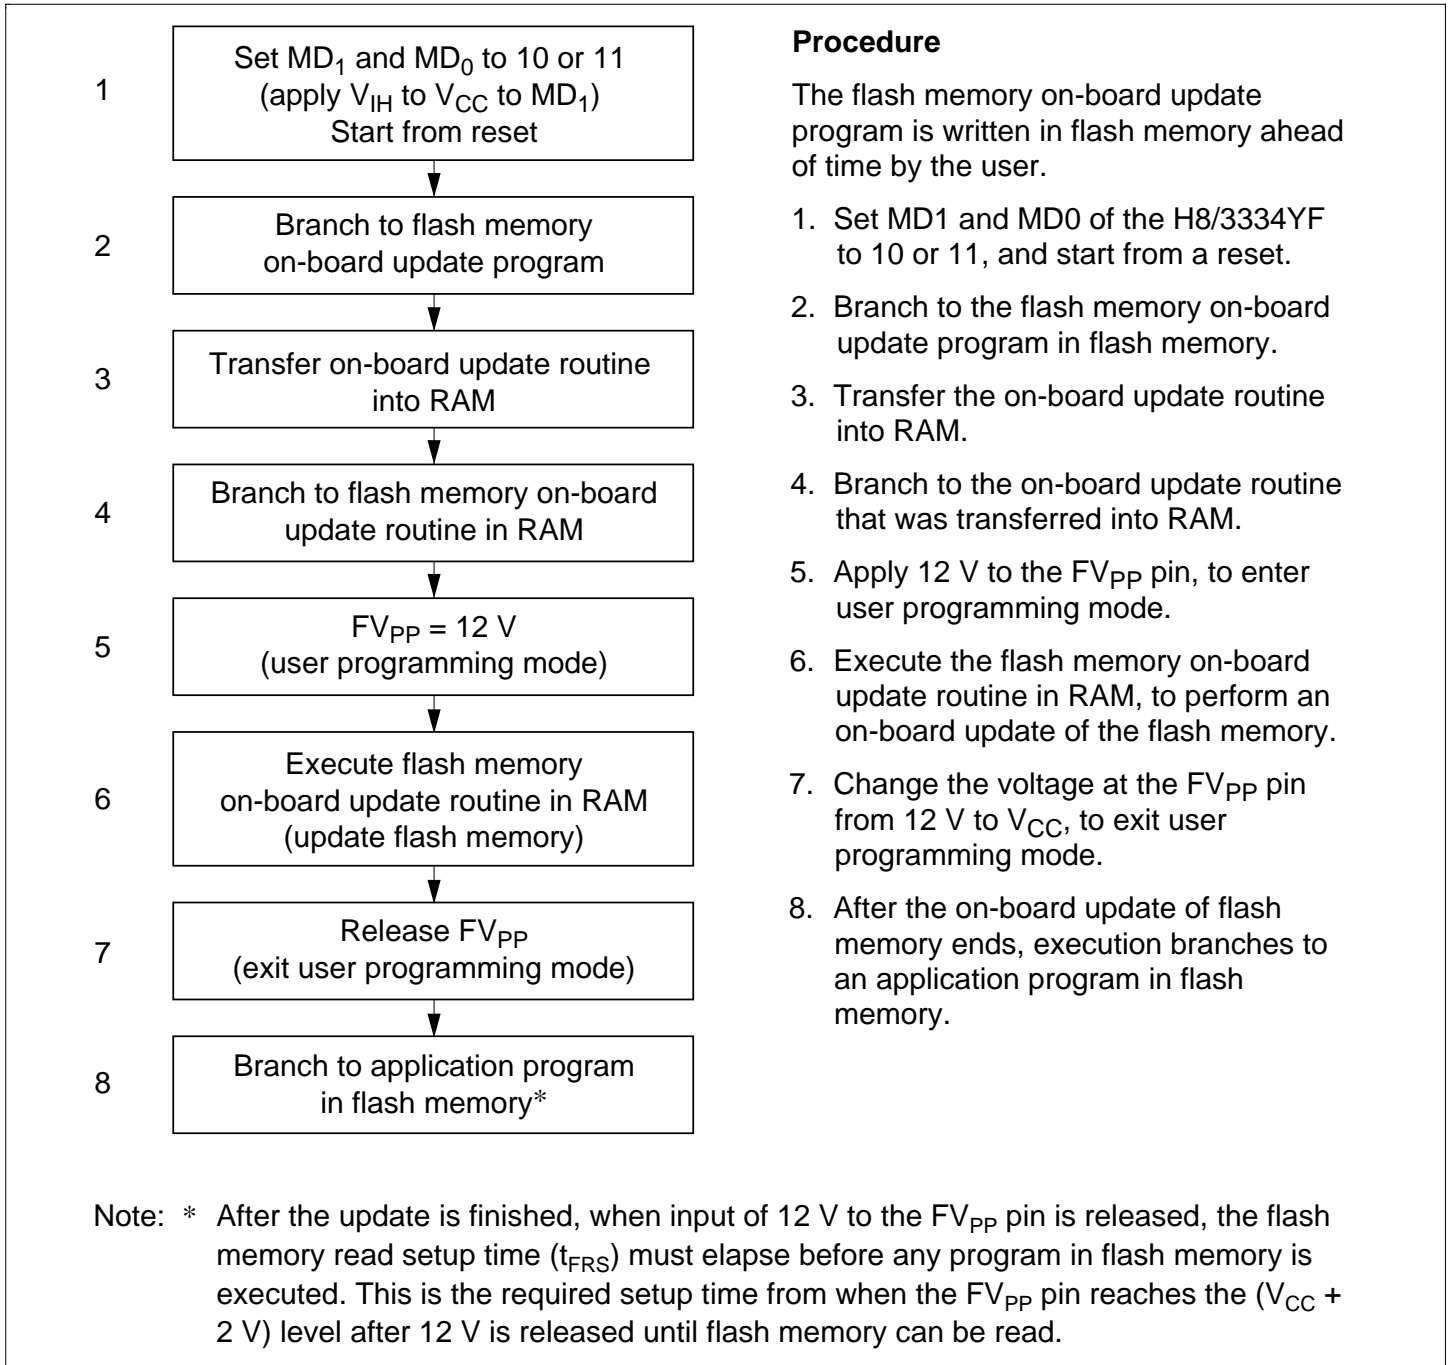 1
Set MD1 and MD0 to 10 or 11
(apply VIH to VCC to MD1)
Start from reset
2
Branch to flash memory
on-board update program
3
Transfer on-board update routine
into RAM
4
Branch to flash memory on-board
update routine in RAM
5
FVPP = 12 V
(user programming mode)
6
Execute flash memory
on-board update routine in RAM
(update flash memory)
7
Release FVPP
(exit user programming mode)
8
Branch to application program
in flash memory*
Procedure
The flash memory on-board update
program is written in flash memory ahead
of time by the user.
1. Set MD1 and MD0 of the H8/3334YF
to 10 or 11, and start from a reset.
2. Branch to the flash memory on-board
update program in flash memory.
3. Transfer the on-board update routine
into RAM.
4. Branch to the on-board update routine
that was transferred into RAM.
5. Apply 12 V to the FVPP pin, to enter
user programming mode.
6. Execute the flash memory on-board
update routine in RAM, to perform an
on-board update of the flash memory.
7. Change the voltage at the FVPP pin
from 12 V to VCC, to exit user
programming mode.
8. After the on-board update of flash
memory ends, execution branches to
an application program in flash
memory.
Note: * After the update is finished, when input of 12 V to the FVPP pin is released, the flash
memory read setup time (tFRS) must elapse before any program in flash memory is
executed. This is the required setup time from when the FVPP pin reaches the (VCC +
2 V) level after 12 V is released until flash memory can be read.